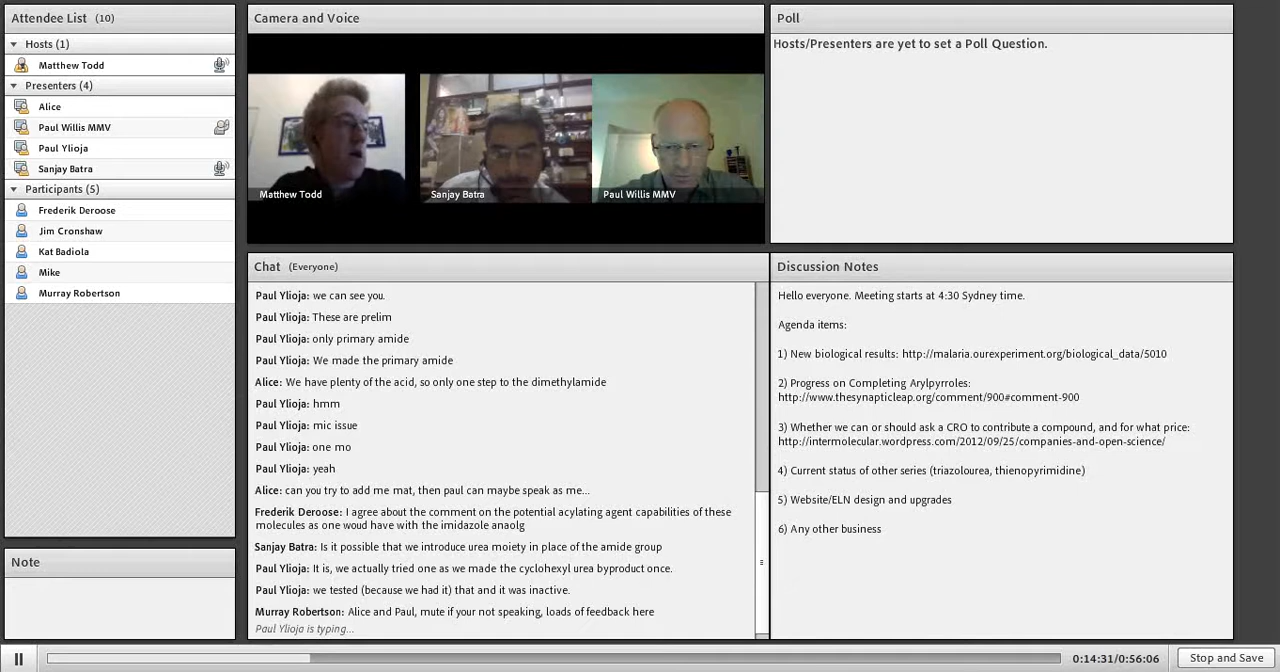 Attendee List (10)
Hosts (1)
Matthew Todd
Presenters (4)
Alice
Paul Willis MMV
Paul Ylioja
Sanjay Batra
Participants (5)
Frederik Deroose
Jim Cronshaw
Kat Badiola
Mike
Murray Robertson
Note
Camera and Voice
Matthew Todd
Sanjay Batra
Paul Willis MMV
Poll
Hosts/Presenters are yet to set a Poll Question.
Chat (Everyone)
Paul Ylioja: we can see you.
Paul Ylioja: These are prelim
Paul Ylioja: only primary amide
Paul Ylioja: We made the primary amide
Alice: We have plenty of the acid, so only one step to the dimethylamide
Paul Ylioja: hmm
Paul Ylioja: mic issue
Paul Ylioja: one mo
Paul Ylioja: yeah
Alice: can you try to add me mat, then paul can maybe speak as me...
Frederik Deroose: I agree about the comment on the potential acylating agent capabilities of these
molecules as one woud have with the imidazole anaolg
Sanjay Batra: Is it possible that we introduce urea moiety in place of the amide group
Paul Ylioja: It is, we actually tried one as we made the cyclohexyl urea byproduct once.
Paul Ylioja: we tested (because we had it) that and it was inactive.
Murray Robertson: Alice and Paul, mute if your not speaking, loads of feedback here
Paul Ylioja is typing...
Discussion Notes
Hello everyone. Meeting starts at 4:30 Sydney time.
Agenda items:
1) New biological results: http://malaria.ourexperiment.org/biological_data/5010
2) Progress on Completing Arylpyrroles:
http://www.thesynapticleap.org/comment/900#comment-900
3) Whether we can or should ask a CRO to contribute a compound, and for what price:
http://intermolecular.wordpress.com/2012/09/25/companies-and-open-science/
4) Current status of other series (triazolourea, thienopyrimidine)
5) Website/ELN design and upgrades
6) Any other business
0:14:31/0:56:06
Stop and Save